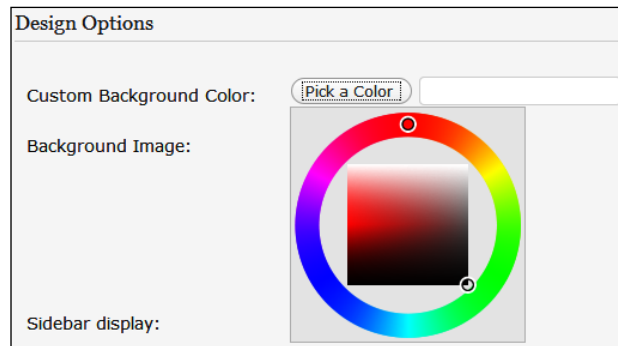 Design Options
Custom Background Color:
Pick a Color
Background Image:
Sidebar display: